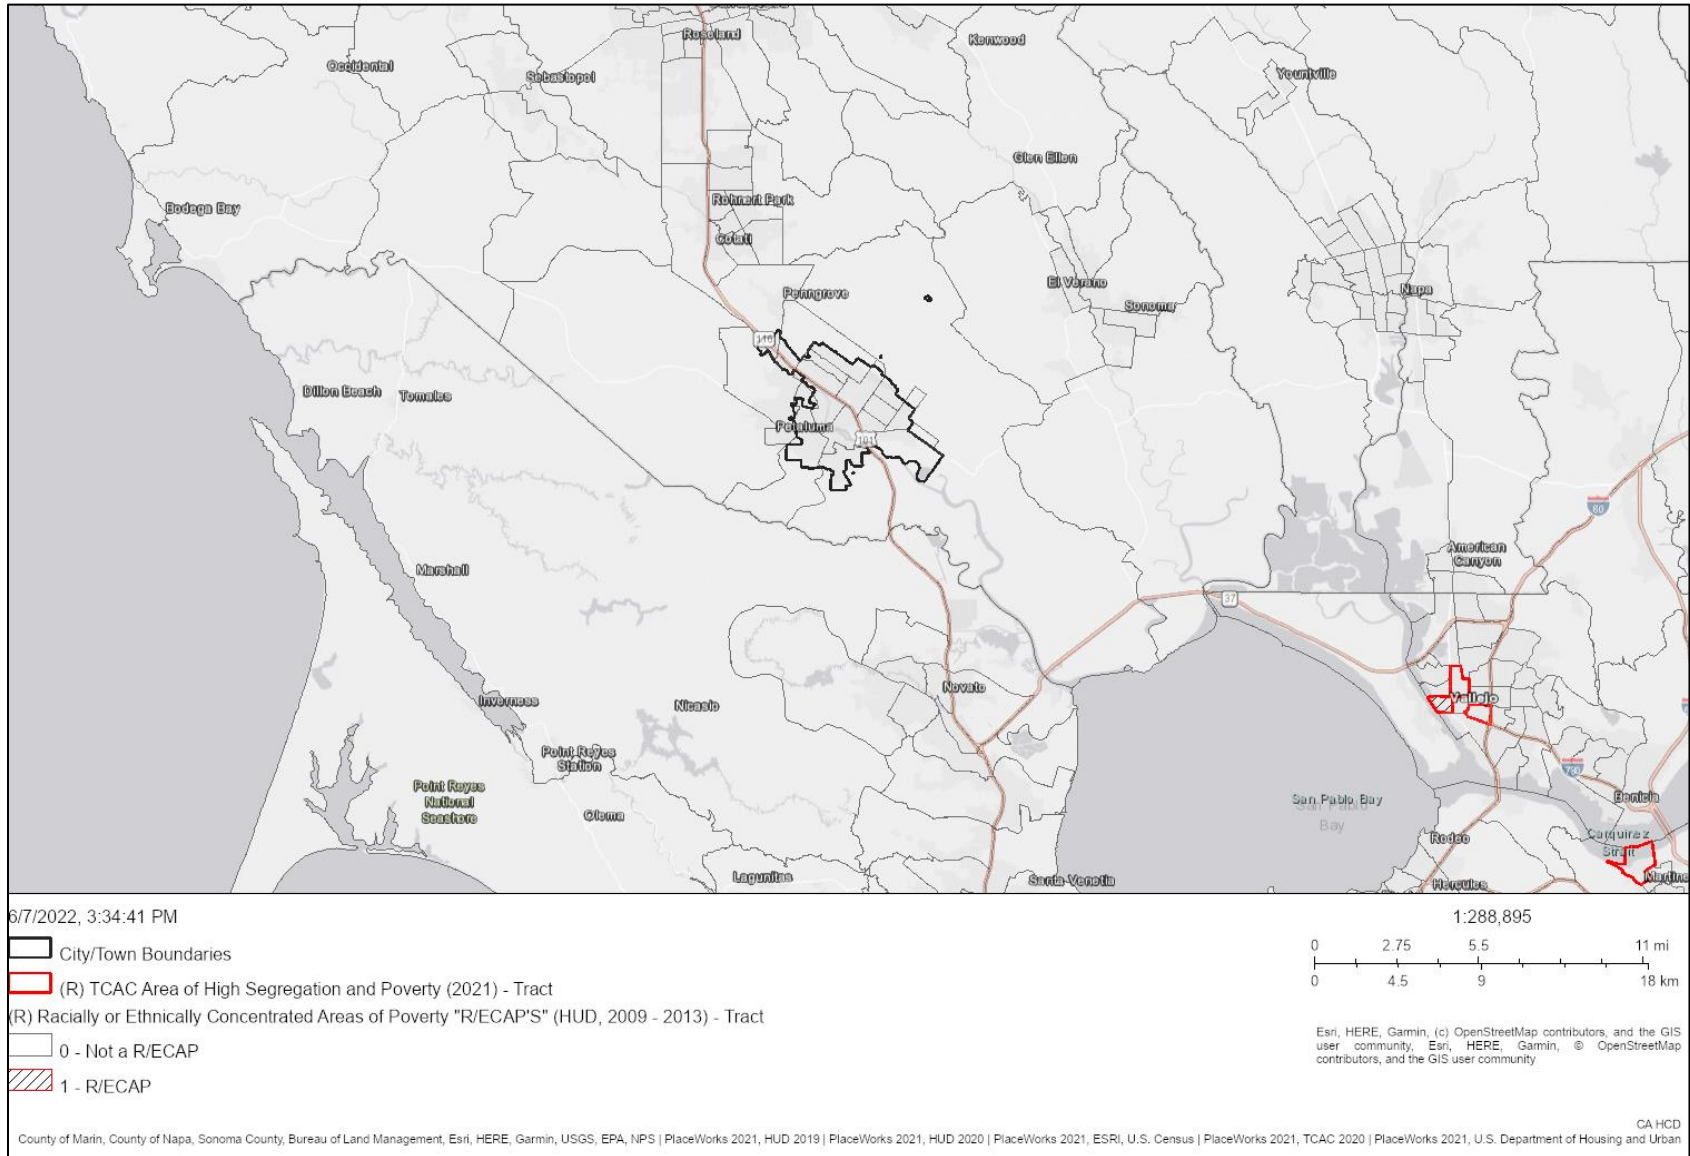 Roseland
Kenwood
Occidental
Sebastopol
Yountville
Glen Ellen
Rohnert Park
Bodega Bay
Cotati
El Verano
Penngrove
Napa
Sonoma
116
Dillon Beach
Tomales
Petaluma
101
80
American
Canyon
Marshall
37
Novato
Vallejo
Inverness
Nicasio
Point Reyes
Station
780
Point Reyes
National
Seashore
Benicia
San Pablo Bay
San Pablo
Bay
Olema
Carquinez
Strait
Rodeo
Lagunitas
Santa Venetia
Hercules
Martine
6/7/2022, 3:34:41 PM
1:288,895
City/Town Boundaries
0 2.75 5.5 11 mi
0 4.5 9 18 km
(R) TCAC Area of High Segregation and Poverty (2021) - Tract
(R) Racially or Ethnically Concentrated Areas of Poverty "R/ECAP'S" (HUD, 2009 - 2013) - Tract
0 - Not a R/ECAP
1 - R/ECAP
Esri, HERE, Garmin, (c) OpenStreetMap contributors, and the GIS
user community, Esri, HERE, Garmin, © OpenStreetMap
contributors, and the GIS user community
CA HCD
County of Marin, County of Napa, Sonoma County, Bureau of Land Management, Esri, HERE, Garmin, USGS, EPA, NPS | PlaceWorks 2021, HUD 2019 | PlaceWorks 2021, HUD 2020 | PlaceWorks 2021, ESRI, U.S. Census | PlaceWorks 2021, TCAC 2020 | PlaceWorks 2021, U.S. Department of Housing and Urban